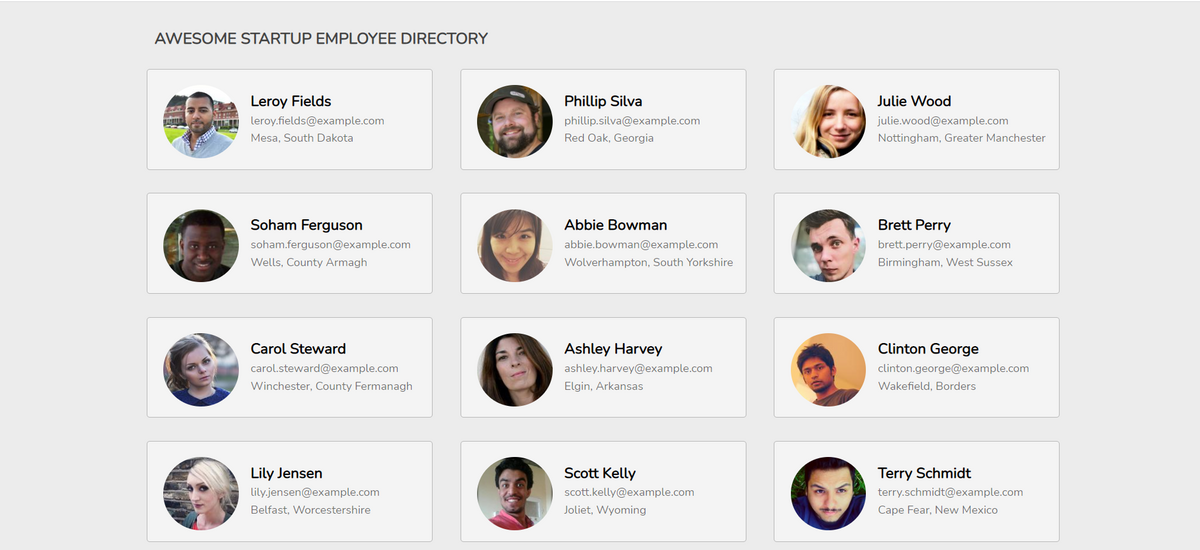 AWESOME STARTUP EMPLOYEE DIRECTORY
Leroy Fields
leroy.fields@example.com
Mesa, South Dakota
Phillip Silva
phillip.silva@example.com
Red Oak, Georgia
Julie Wood
julie.wood@example.com
Nottingham, Greater Manchester
Soham Ferguson
soham.ferguson@example.com
Wells, County Armagh
Abbie Bowman
abbie.bowman@example.com
Wolverhampton, South Yorkshire
Brett Perry
brett.perry@example.com
Birmingham, West Sussex
Carol Steward
carol.steward@example.com
Winchester, County Fermanagh
Ashley Harvey
ashley.harvey@example.com
Elgin, Arkansas
Clinton George
clinton.george@example.com
Wakefield, Borders
Lily Jensen
lily.jensen@example.com
Belfast, Worcestershire
Scott Kelly
scott.kelly@example.com
Joliet, Wyoming
Terry Schmidt
terry.schmidt@example.com
Cape Fear, New Mexico